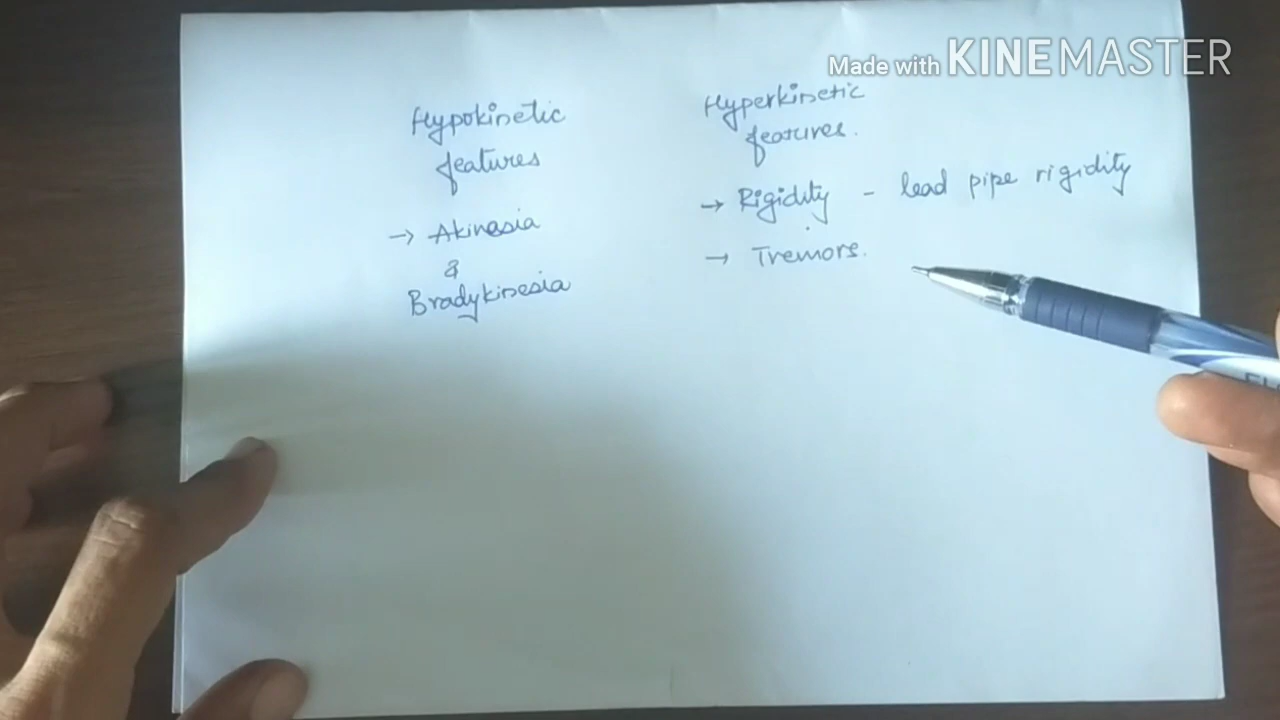 Made with KINEMASTER
Hypokinetic
features
→ Akinesia
&
Bradykinesia
Hyperkinetic
features.
→ Rigidity - lead pipe rigidity
→ Tremors.